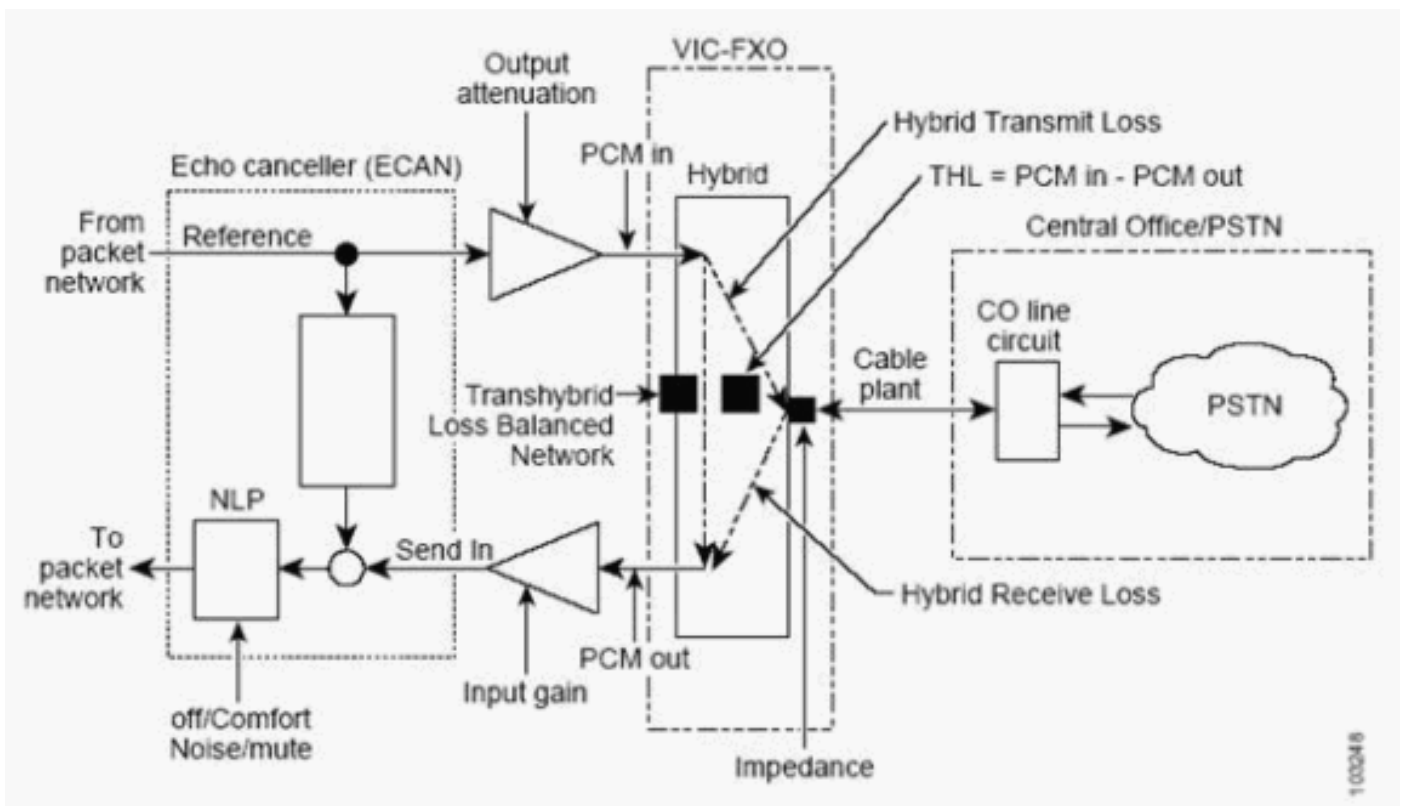 VIC-FXO
Output
attenuation
Hybrid Transmit Loss
PCM in
Echo canceller (ECAN)
Hybrid
THL = PCM in - PCM out
From
packet
network
Reference
Central Office/PSTN
CO line
circuit
Cable
plant
PSTN
Transhybrid
Loss Balanced
Network
NLP
To
packet
network
Send In
Hybrid Receive Loss
PCM out
Input gain
off/Comfort
Noise/mute
Impedance
103248